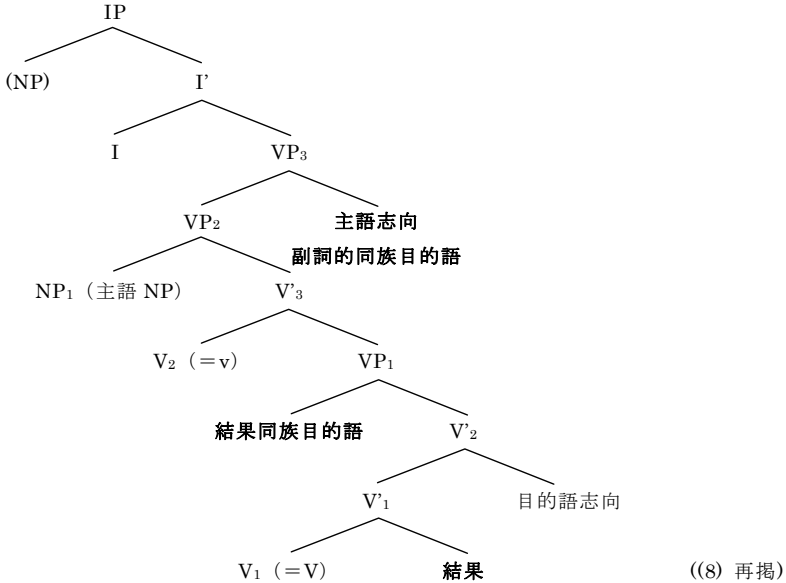 IP
(NP) I'
I VP₃
VP₂ 主語志向
副詞的同族目的語
NP₁（主語 NP） V'₃
V₂（＝v） VP₁
結果同族目的語 V'₂
V'₁ 目的語志向
V₁（＝V） 結果 ((8) 再掲)